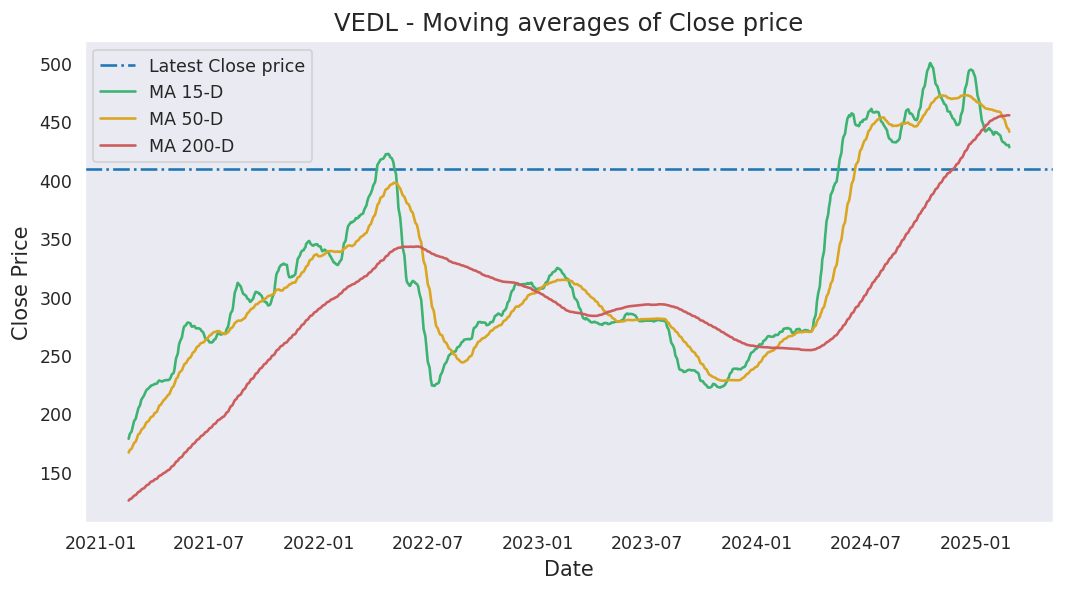 VEDL - Moving averages of Close price
Latest Close price
MA 15-D
MA 50-D
MA 200-D
500
450
400
350
300
250
200
150
Close Price
2021-01 2021-07 2022-01 2022-07 2023-01 2023-07 2024-01 2024-07 2025-01
Date